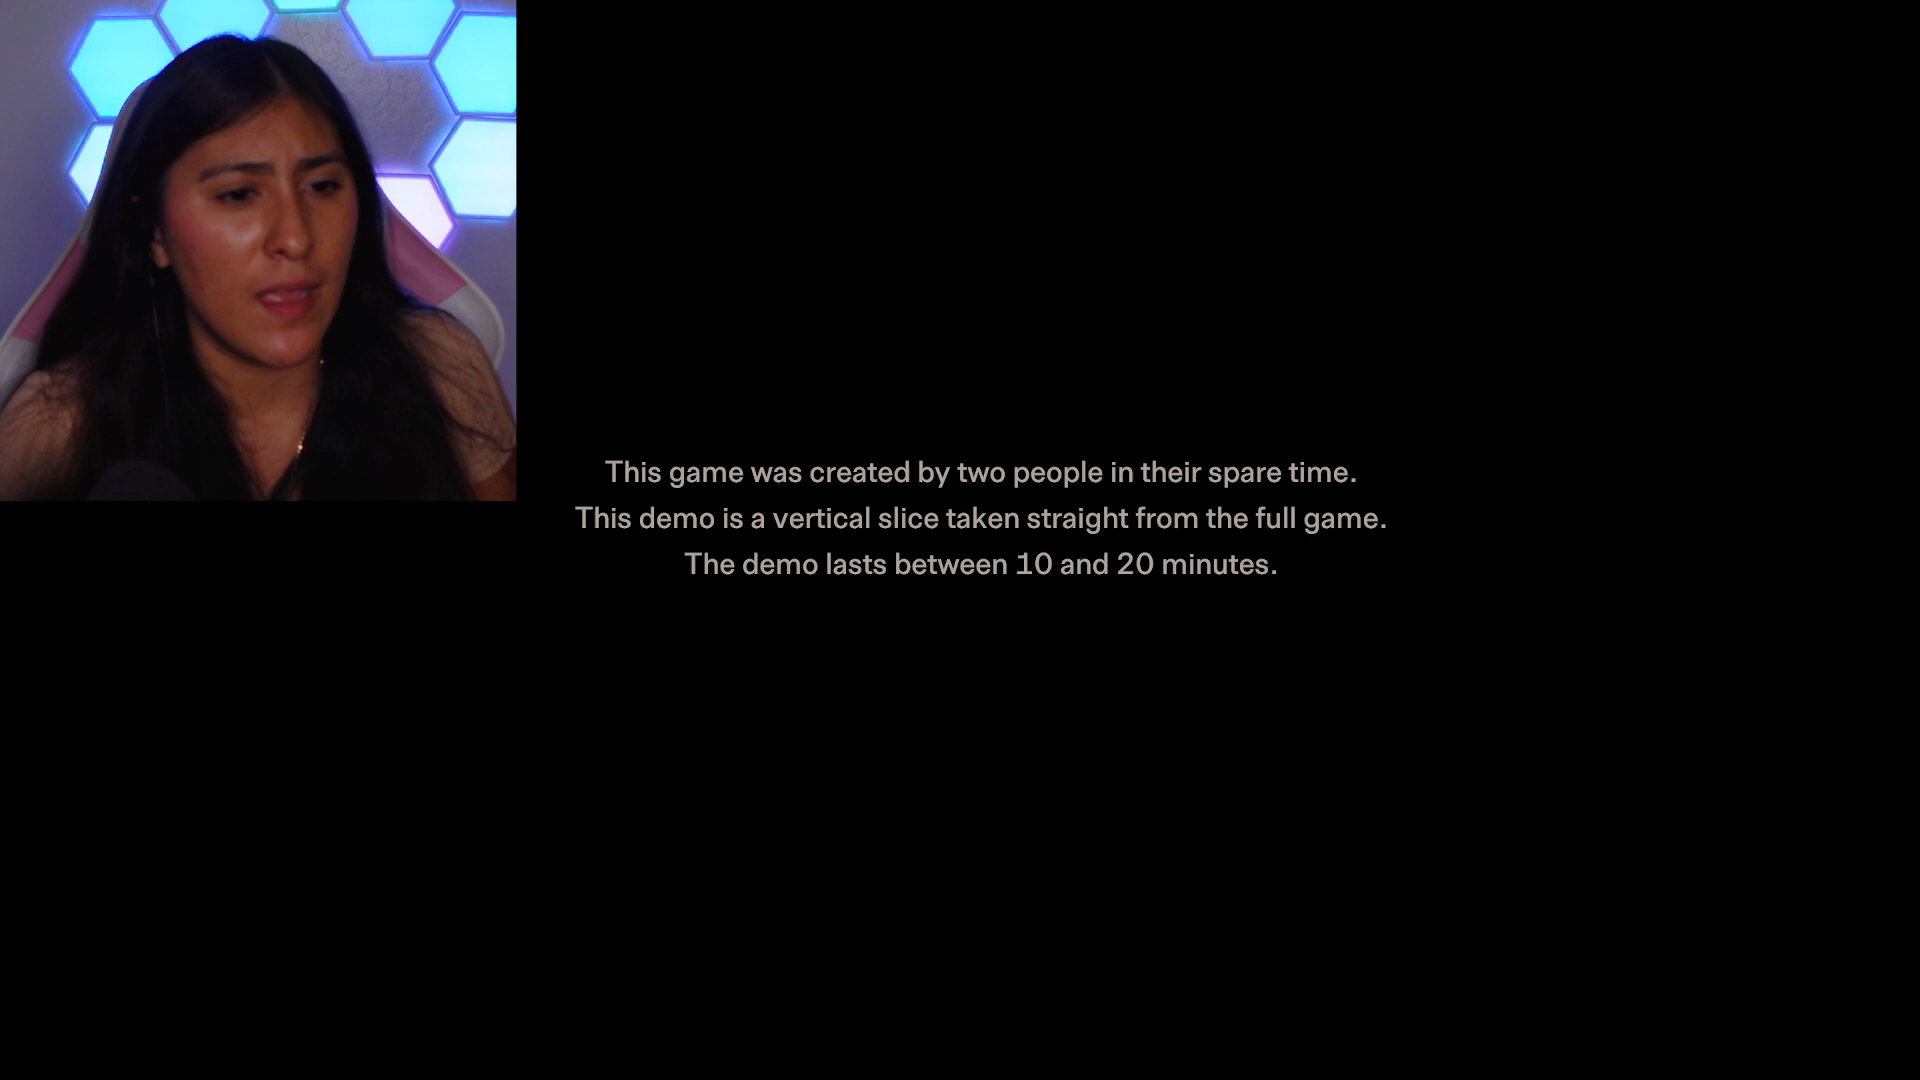 This game was created by two people in their spare time.
This demo is a vertical slice taken straight from the full game.
The demo lasts between 10 and 20 minutes.